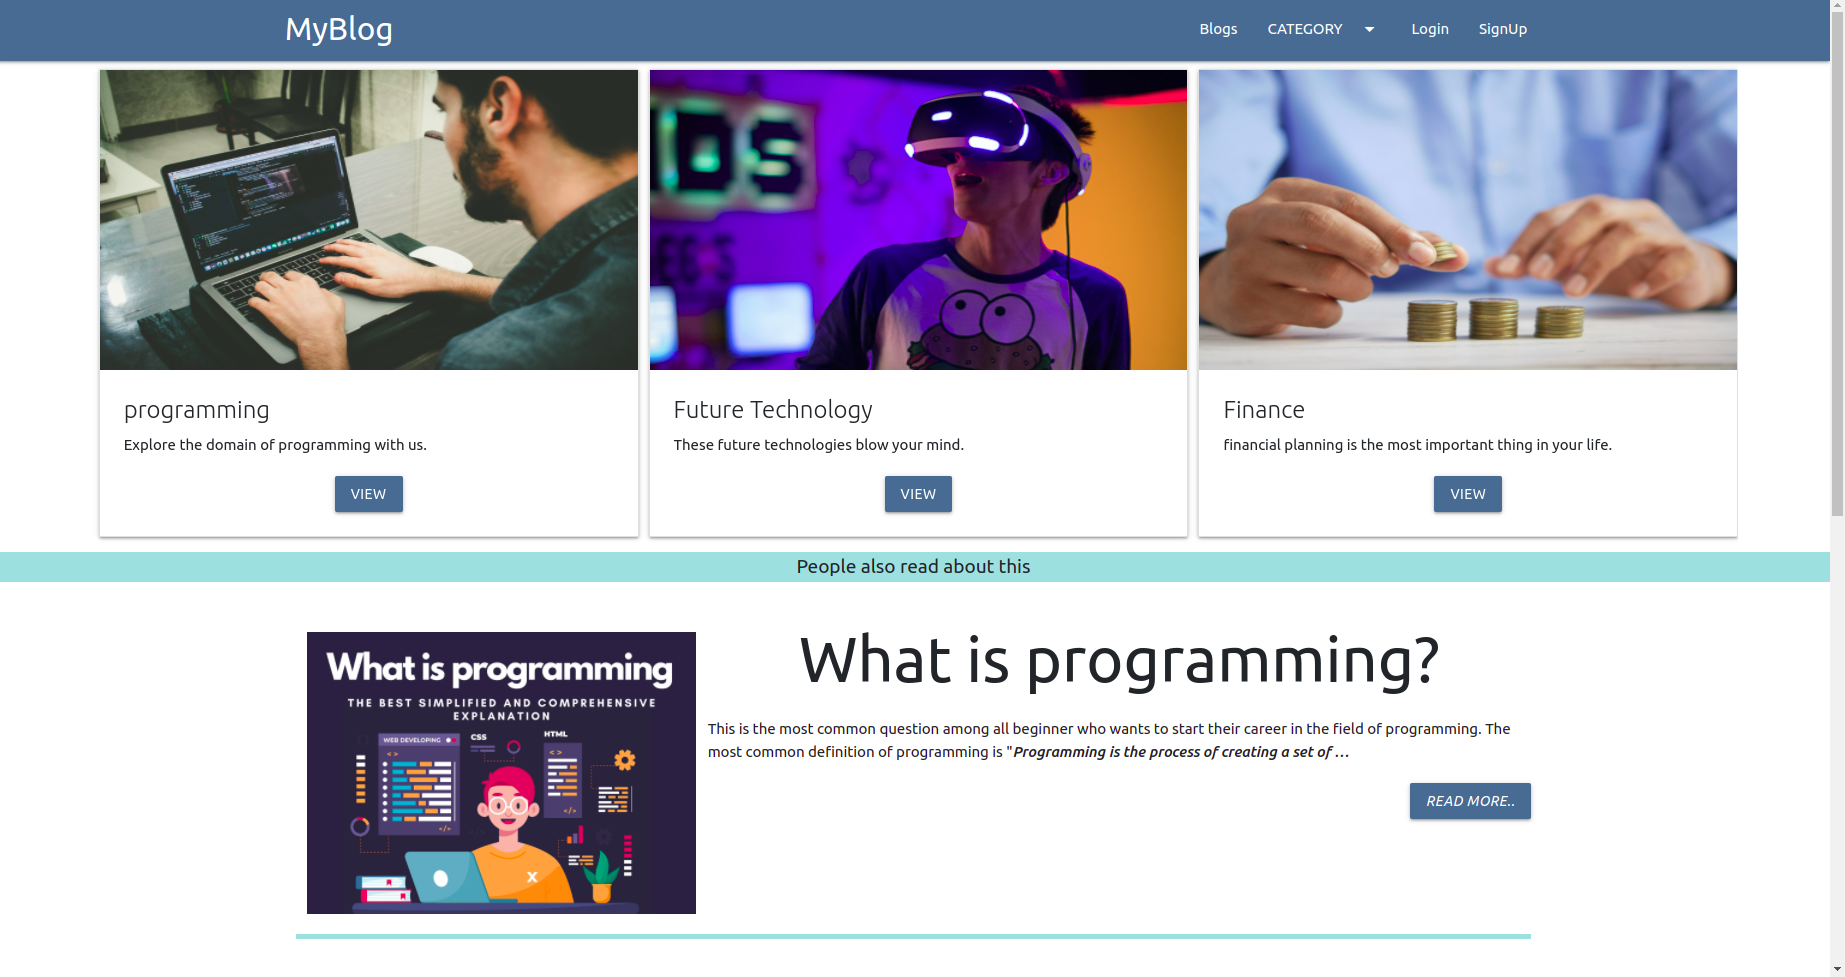 MyBlog
Blogs CATEGORY Login SignUp
programming
Explore the domain of programming with us.
VIEW
Future Technology
These future technologies blow your mind.
VIEW
Finance
financial planning is the most important thing in your life.
VIEW
People also read about this
What is programming
THE BEST SIMPLIFIED AND COMPREHENSIVE
EXPLANATION
WEB DEVELOPING
CSS
HTML
What is programming?
This is the most common question among all beginner who wants to start their career in the field of programming. The
most common definition of programming is "Programming is the process of creating a set of …
READ MORE..